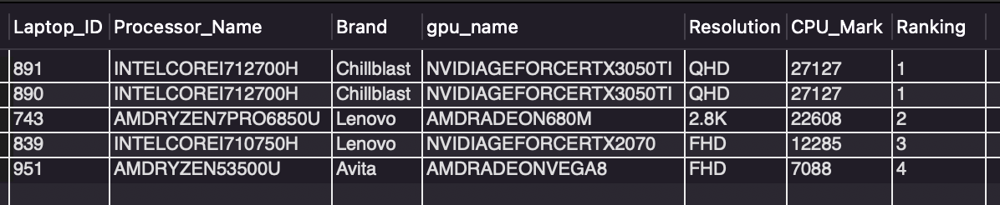 Laptop_ID Processor_Name Brand gpu_name Resolution CPU_Mark Ranking
891 INTELCOREI712700H Chillblast NVIDIAGEFORCERTX3050TI QHD 27127 1
890 INTELCOREI712700H Chillblast NVIDIAGEFORCERTX3050TI QHD 27127 1
743 AMDRYZEN7PRO6850U Lenovo AMDRADEON680M 2.8K 22608 2
839 INTELCOREI710750H Lenovo NVIDIAGEFORCERTX2070 FHD 12285 3
951 AMDRYZEN53500U Avita AMDRADEONVEGA8 FHD 7088 4